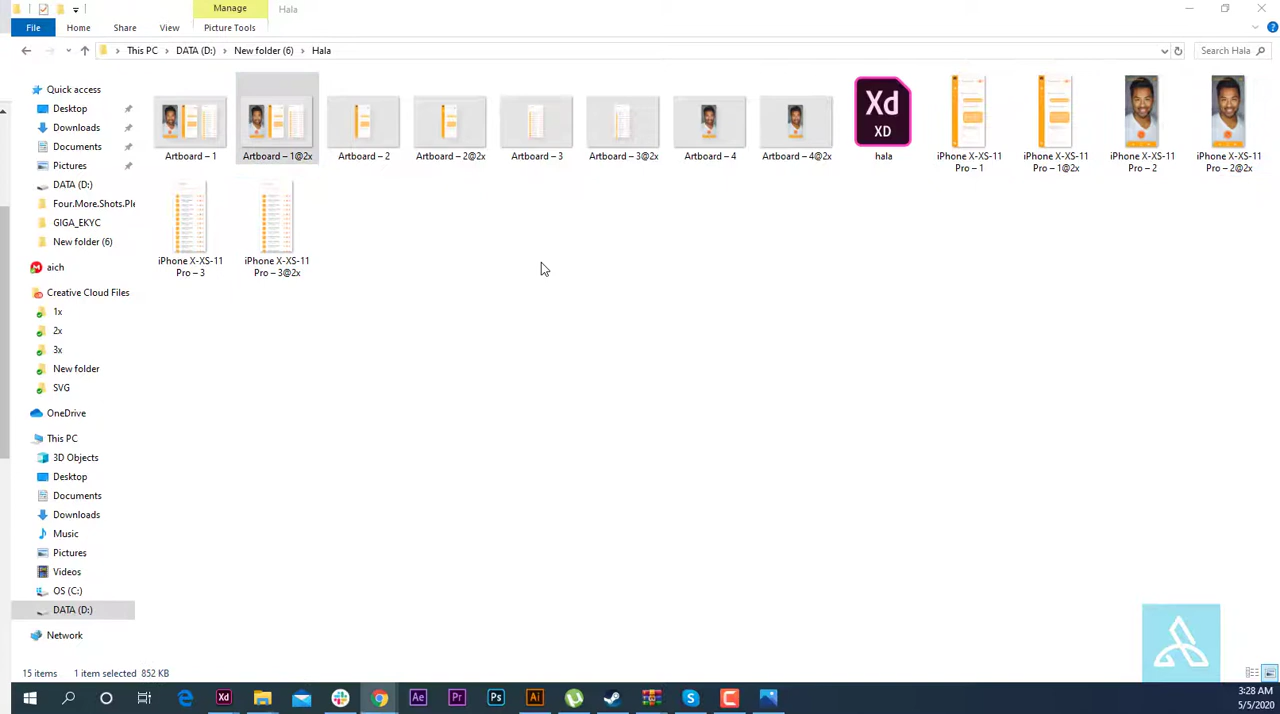 Manage
Hala
File
Home
Share
View
Picture Tools
This PC
DATA (D:)
New folder (6)
Hala
Search Hala
Quick access
Desktop
Downloads
Documents
Pictures
DATA (D:)
Four.More.Shots.Ple
GIGA_EKYC
New folder (6)
aich
Creative Cloud Files
1x
2x
3x
New folder
SVG
OneDrive
This PC
3D Objects
Desktop
Documents
Downloads
Music
Pictures
Videos
OS (C:)
DATA (D:)
Network
Artboard – 1
Artboard – 1@2x
Artboard – 2
Artboard – 2@2x
Artboard – 3
Artboard – 3@2x
Artboard – 4
Artboard – 4@2x
Xd
XD
hala
iPhone X-XS-11
Pro – 1
iPhone X-XS-11
Pro – 1@2x
iPhone X-XS-11
Pro – 2
iPhone X-XS-11
Pro – 2@2x
iPhone X-XS-11
Pro – 3
iPhone X-XS-11
Pro – 3@2x
15 items
1 item selected 852 KB
Xd
Ae
Pr
Ps
Ai
3:28 AM
5/5/2020